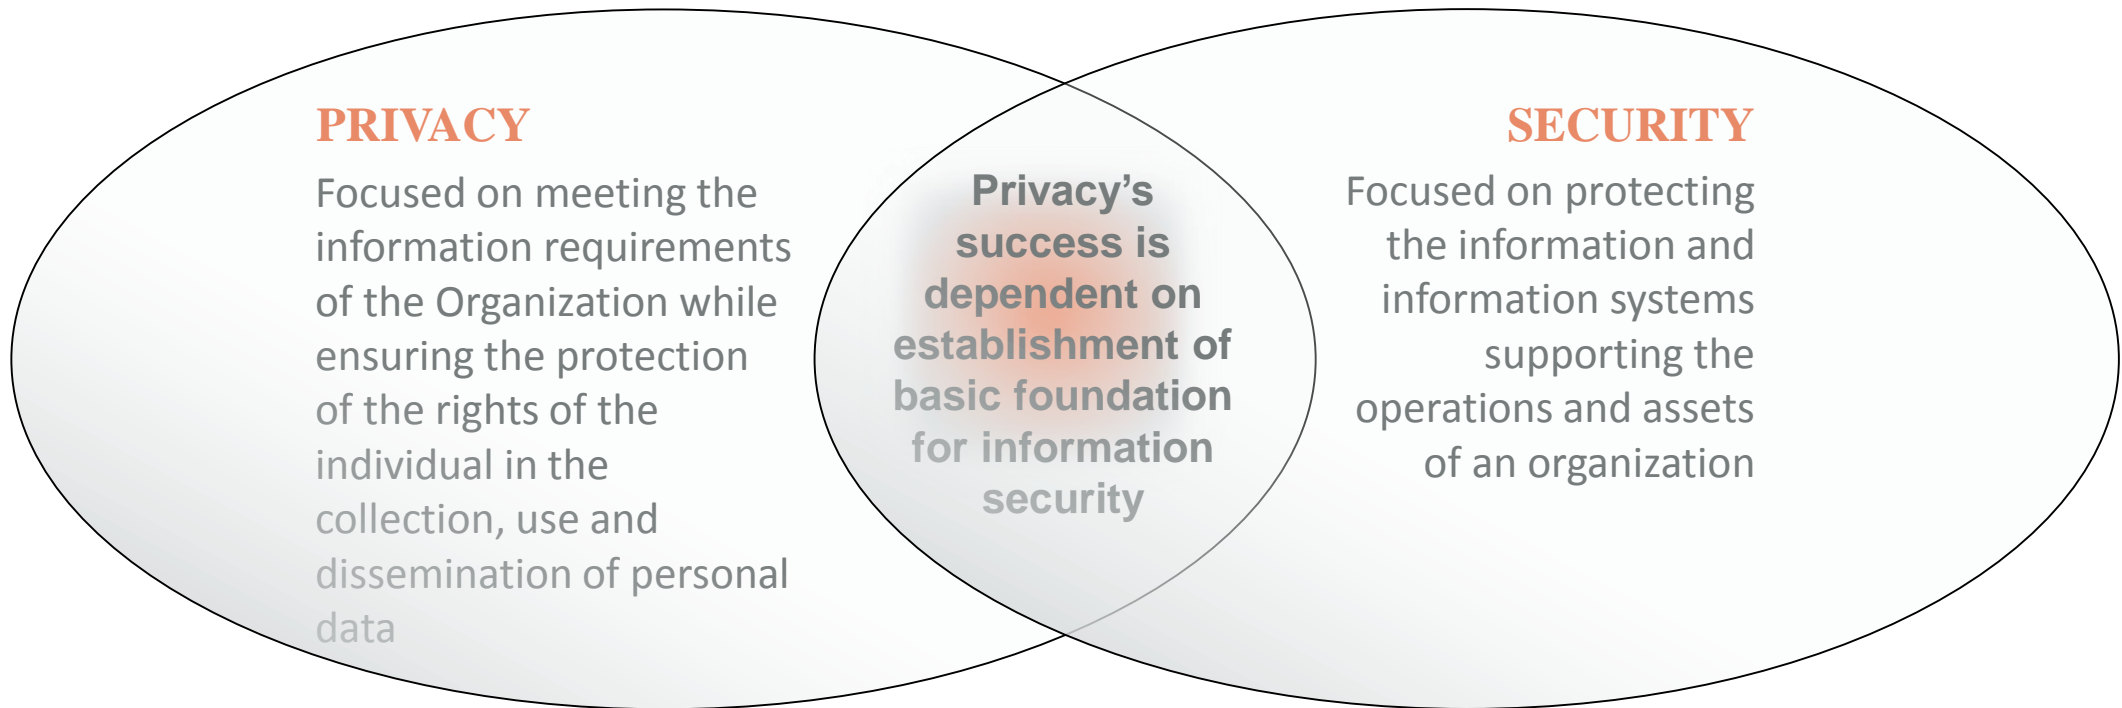 PRIVACY
Focused on meeting the
information requirements
of the Organization while
ensuring the protection
of the rights of the
individual in the
collection, use and
dissemination of personal
data
Privacy’s
success is
dependent on
establishment of
basic foundation
for information
security
SECURITY
Focused on protecting
the information and
information systems
supporting the
operations and assets
of an organization